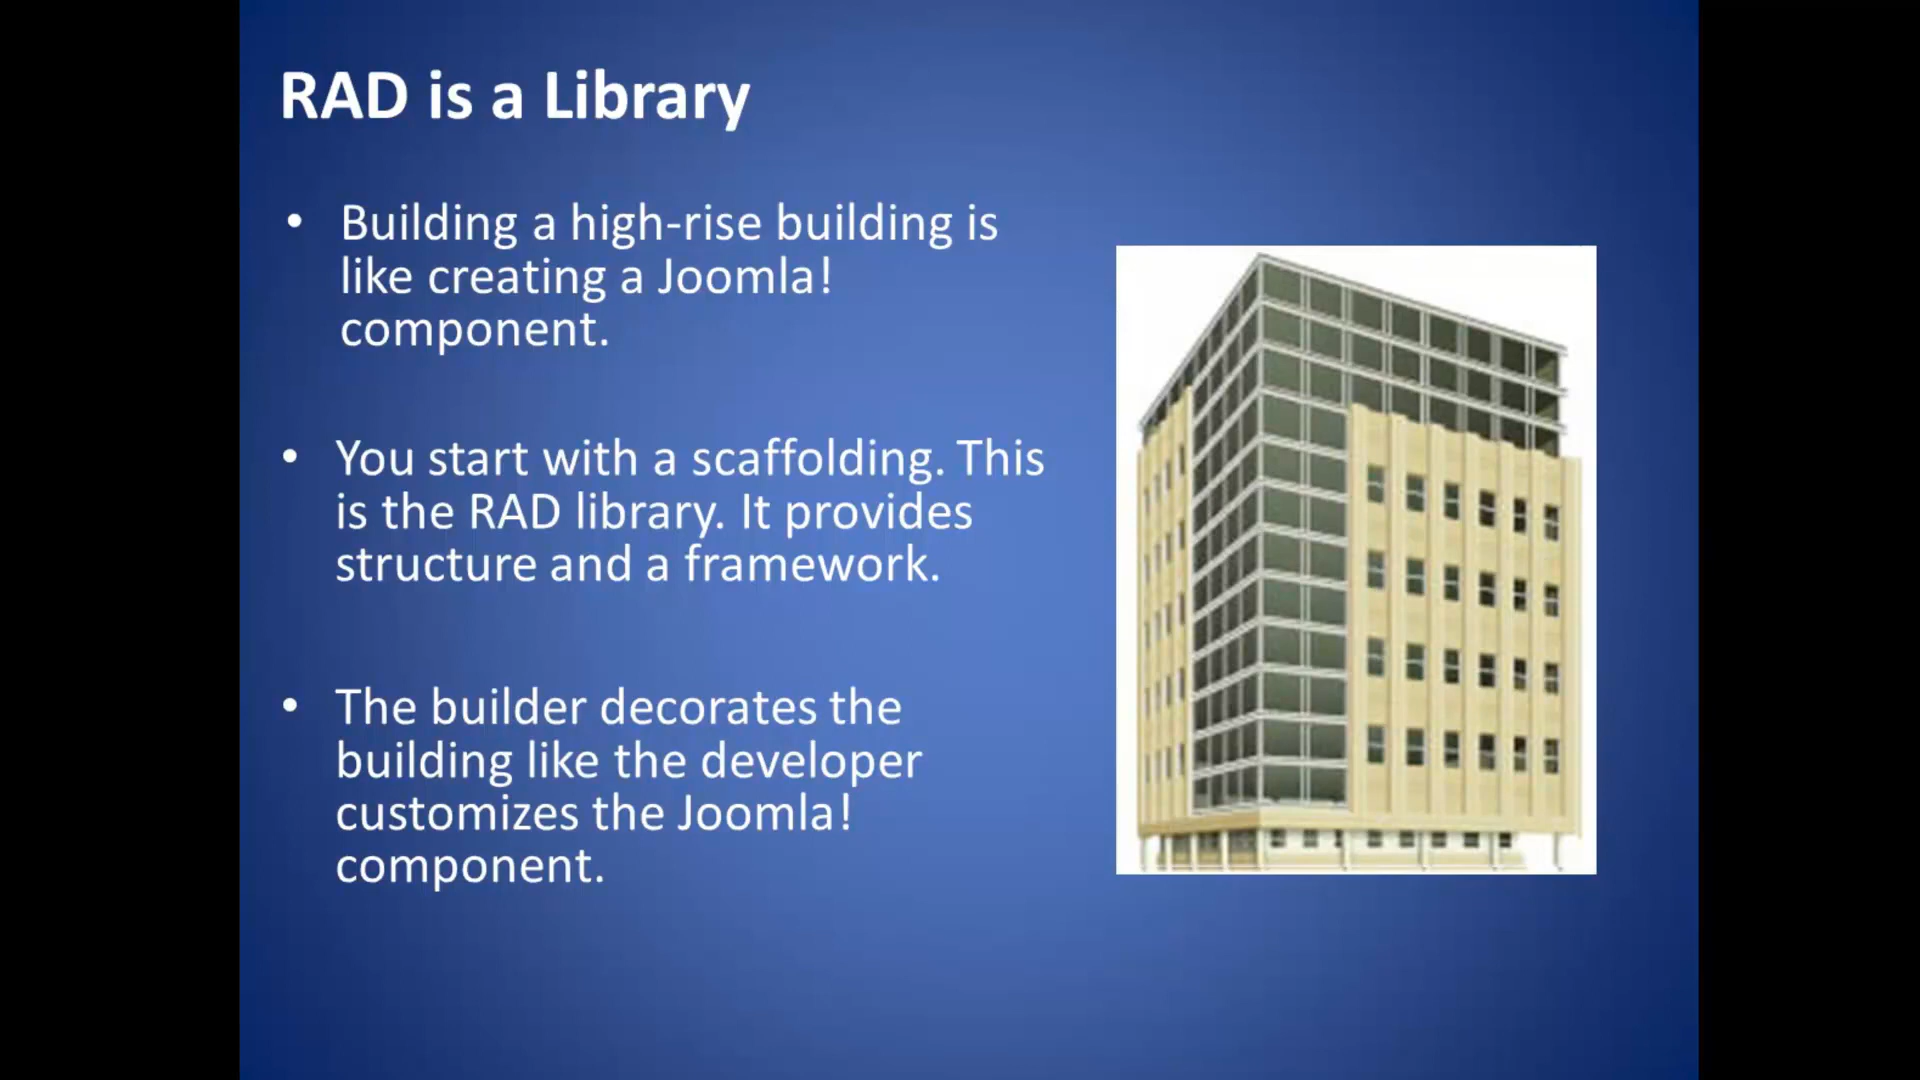 RAD is a Library
• Building a high-rise building is
like creating a Joomla!
component.
• You start with a scaffolding. This
is the RAD library. It provides
structure and a framework.
• The builder decorates the
building like the developer
customizes the Joomla!
component.